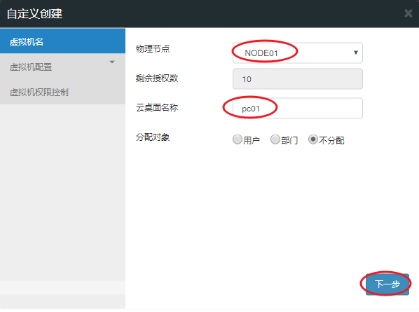 自定义创建
虚拟机名
虚拟机配置
虚拟机权限控制
物理节点 NODE01
剩余授权数 10
云桌面名称 pc01
分配对象 用户 部门 不分配
下一步